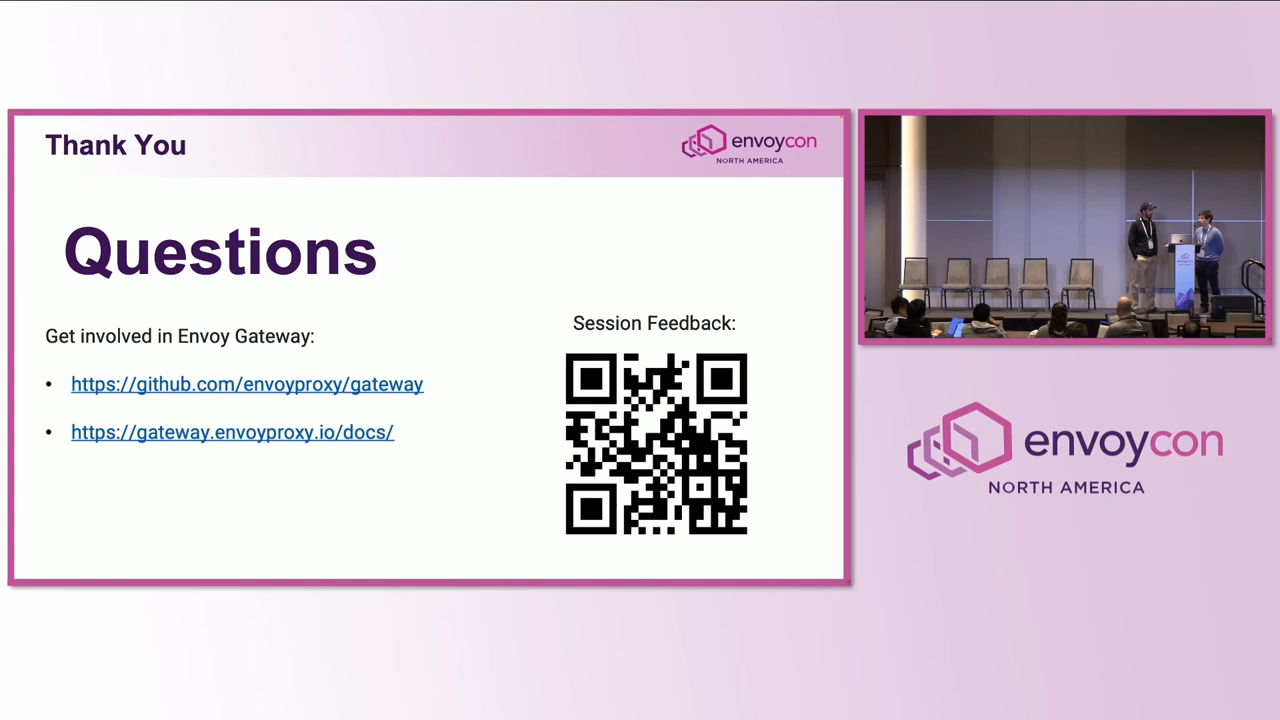 Thank You
envoycon
NORTH AMERICA
Questions
Get involved in Envoy Gateway:
• https://github.com/envoyproxy/gateway
• https://gateway.envoyproxy.io/docs/
Session Feedback:
envoycon
envoycon
NORTH AMERICA